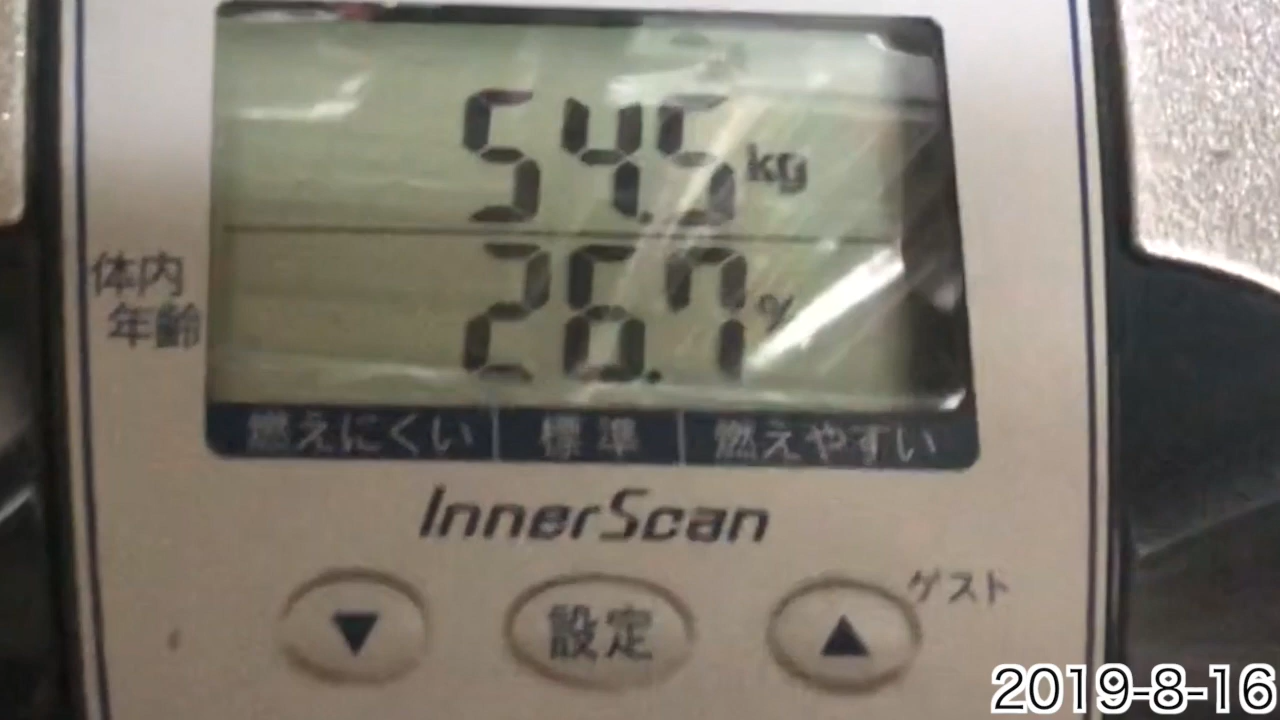 54.5kg
26.7%
体内
年齢
燃えにくい 標準 燃えやすい
InnerScan
▼ 設定 ▲ ゲスト
2019-8-16